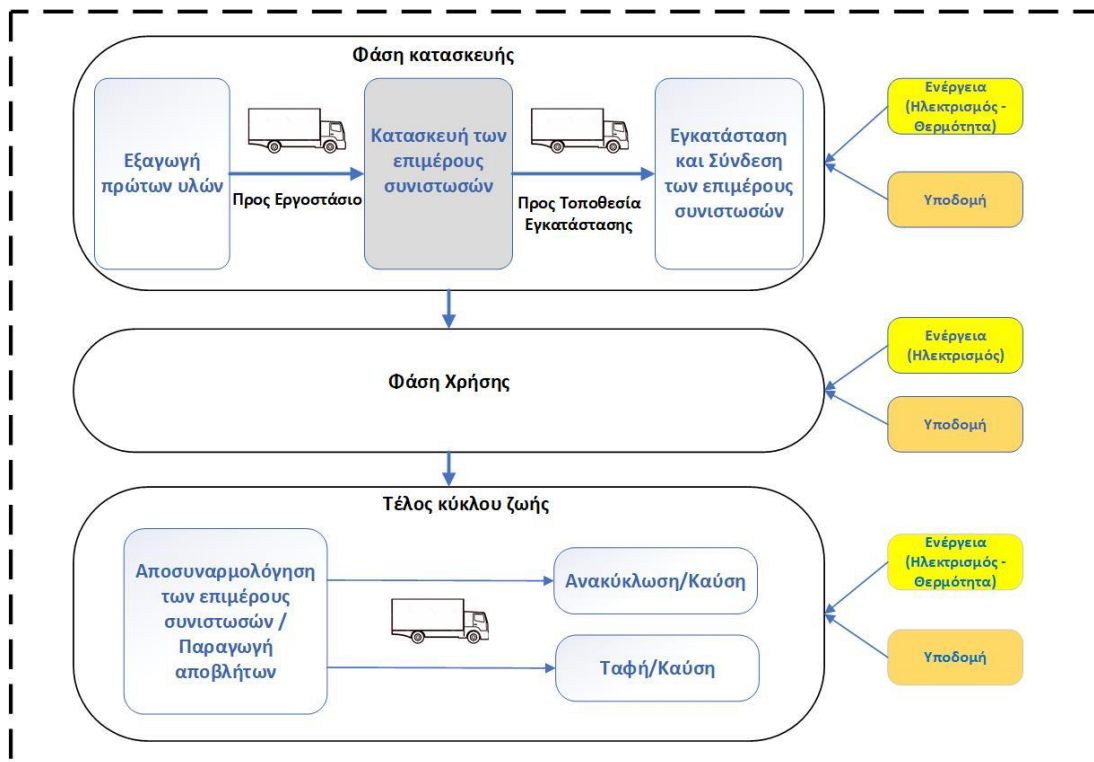 Φάση κατασκευής
Εξαγωγή
πρώτων υλών
Προς Εργοστάσιο
Κατασκευή των
επιμέρους
συνιστωσών
Προς Τοποθεσία
Εγκατάστασης
Εγκατάσταση
και Σύνδεση
των επιμέρους
συνιστωσών
Ενέργεια
(Ηλεκτρισμός -
Θερμότητα)
Υποδομή
Φάση Χρήσης
Ενέργεια
(Ηλεκτρισμός)
Υποδομή
Τέλος κύκλου ζωής
Αποσυναρμολόγηση
των επιμέρους
συνιστωσών /
Παραγωγή
αποβλήτων
Ανακύκλωση/Καύση
Ταφή/Καύση
Ενέργεια
(Ηλεκτρισμός -
Θερμότητα)
Υποδομή